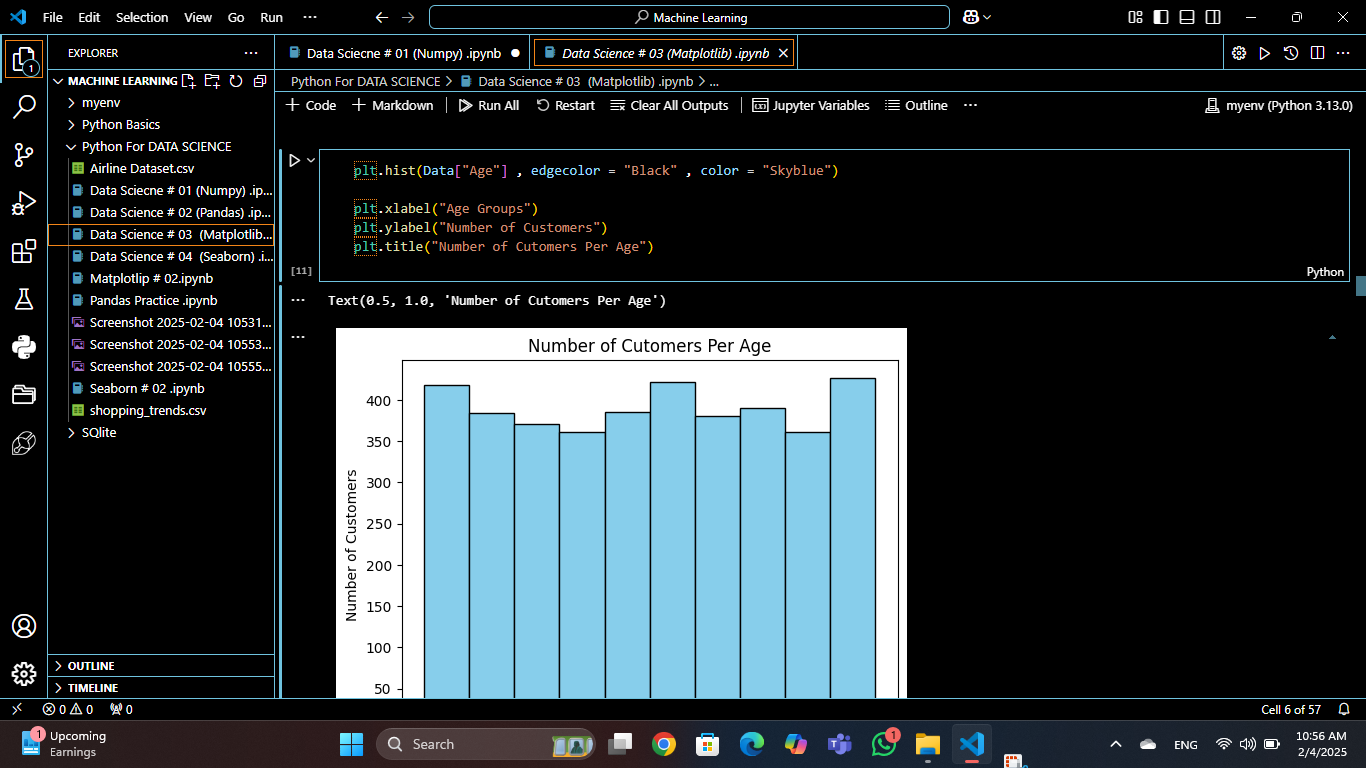 File Edit Selection View Go Run ···
Machine Learning
EXPLORER ···
MACHINE LEARNING
myenv
Python Basics
Python For DATA SCIENCE
Airline Dataset.csv
Data Sciecne # 01 (Numpy) .ip...
Data Science # 02 (Pandas) .ip...
Data Science # 03 (Matplotlib...
Data Science # 04 (Seaborn) .i...
Matplotlip # 02.ipynb
Pandas Practice .ipynb
Screenshot 2025-02-04 10531...
Screenshot 2025-02-04 10553...
Screenshot 2025-02-04 10555...
Seaborn # 02 .ipynb
shopping_trends.csv
SQlite
OUTLINE
TIMELINE
1
Data Sciecne # 01 (Numpy) .ipynb
Data Science # 03 (Matplotlib) .ipynb
Python For DATA SCIENCE > Data Science # 03 (Matplotlib) .ipynb > ...
Code Markdown Run All Restart Clear All Outputs Jupyter Variables Outline ··· myenv (Python 3.13.0)
plt.hist(Data["Age"] , edgecolor = "Black" , color = "Skyblue")
plt.xlabel("Age Groups")
plt.ylabel("Number of Customers")
plt.title("Number of Cutomers Per Age")
[11]
Python
Text(0.5, 1.0, 'Number of Cutomers Per Age')
Number of Cutomers Per Age
Number of Customers
400
350
300
250
200
150
100
50
0 0 0
Cell 6 of 57
1
Upcoming
Earnings
Search
1
ENG
10:56 AM
2/4/2025